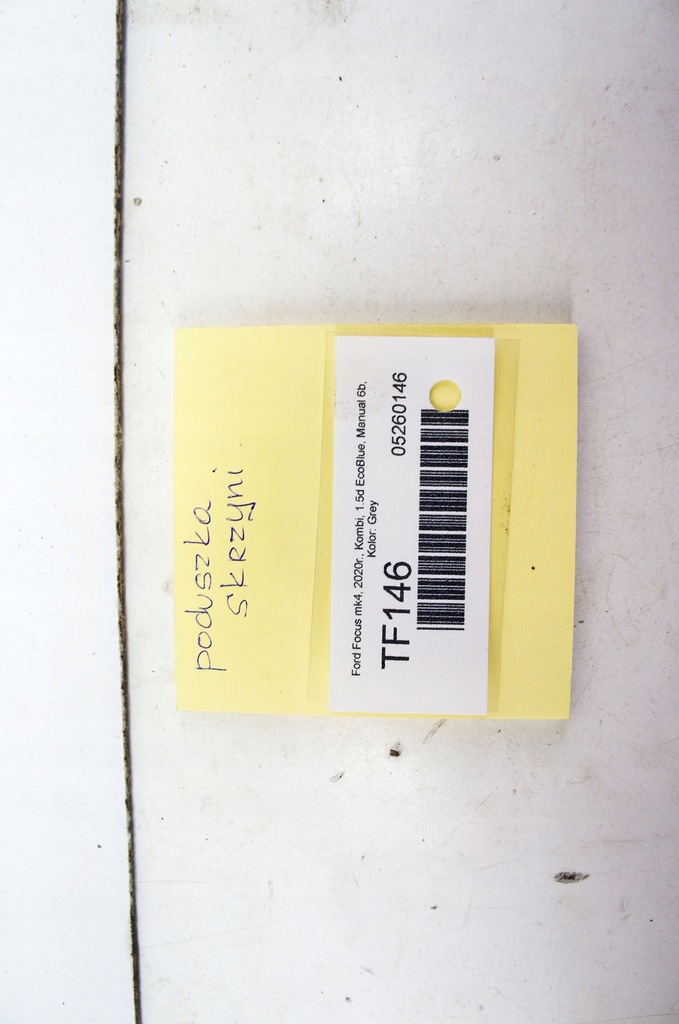 poduszka
skrzyni
Ford Focus mk4, 2020r., Kombi, 1.5d EcoBlue, Manual 6b,
Kolor: Grey
TF146 05260146